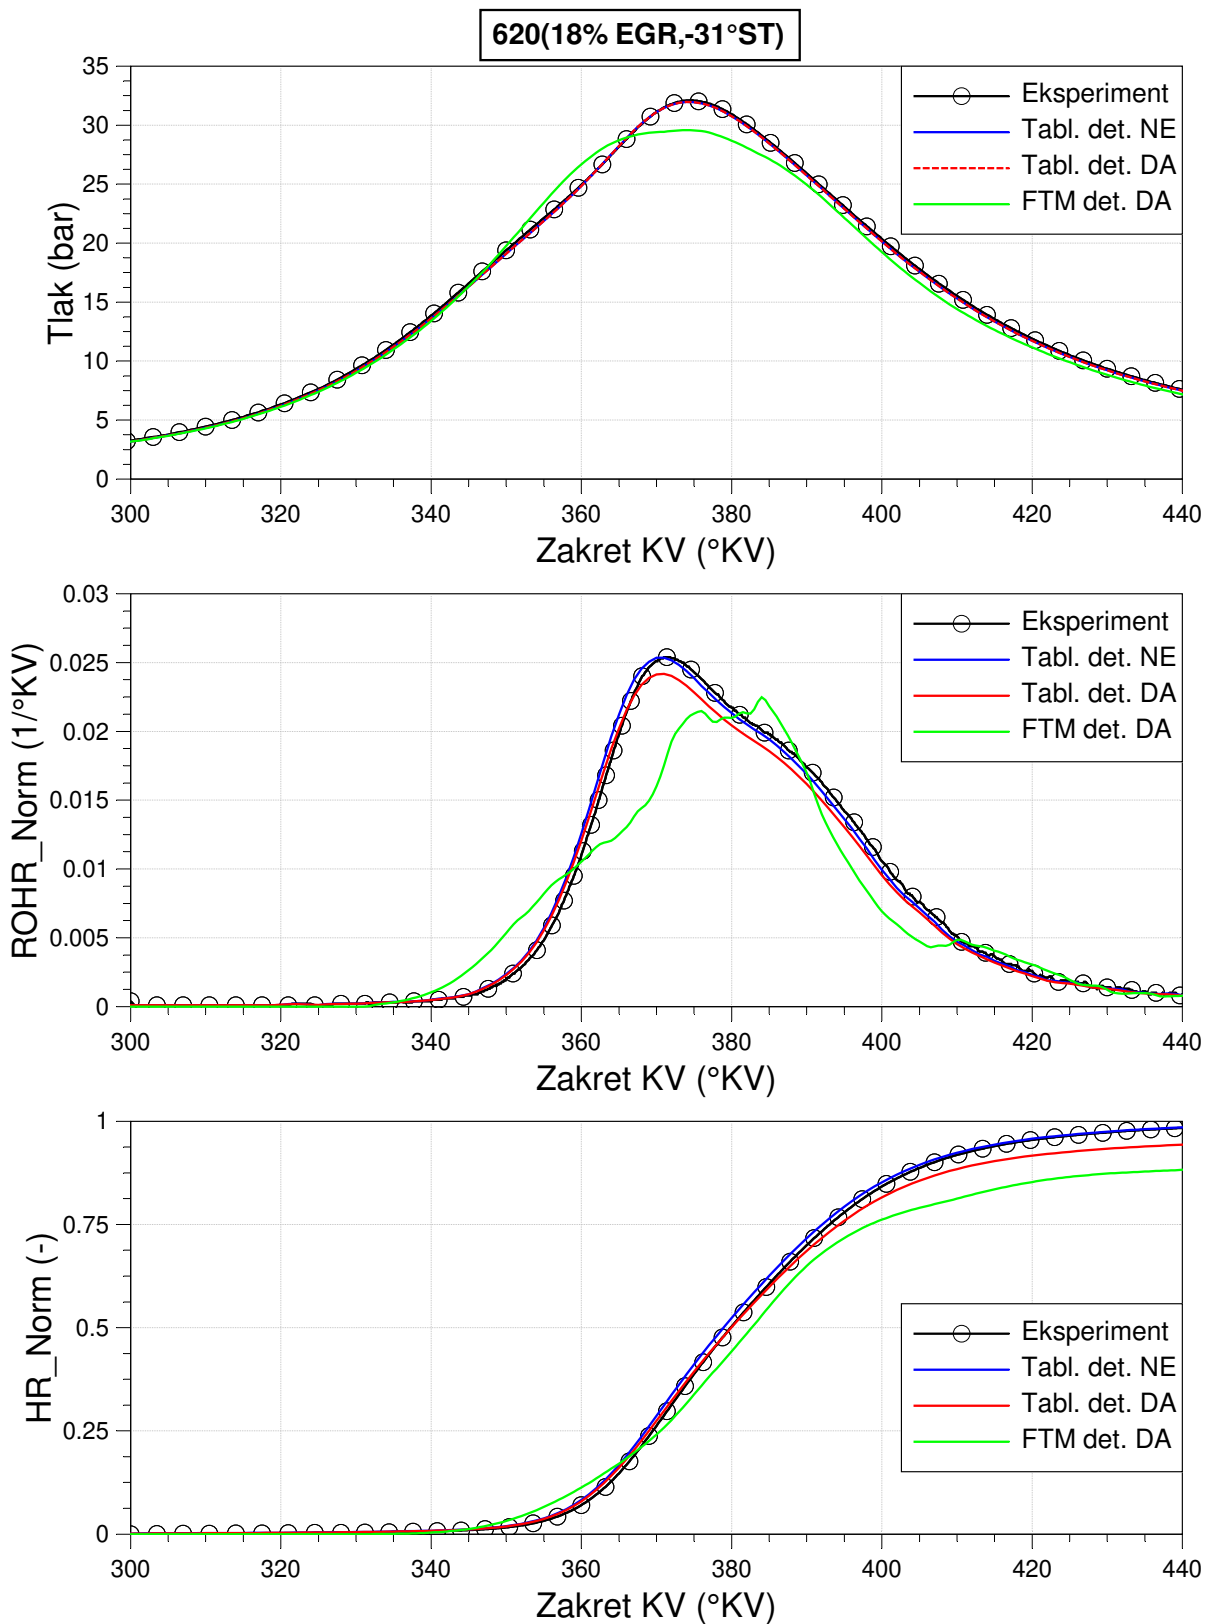 620(18% EGR,-31°ST)
35
30
25
20
15
10
5
0
Tlak (bar)
Eksperiment
Tabl. det. NE
Tabl. det. DA
FTM det. DA
300 320 340 360 380 400 420 440
Zakret KV (°KV)
0.03
0.025
0.02
0.015
0.01
0.005
0
ROHR_Norm (1/°KV)
Eksperiment
Tabl. det. NE
Tabl. det. DA
FTM det. DA
300 320 340 360 380 400 420 440
Zakret KV (°KV)
1
0.75
0.5
0.25
0
HR_Norm (-)
Eksperiment
Tabl. det. NE
Tabl. det. DA
FTM det. DA
300 320 340 360 380 400 420 440
Zakret KV (°KV)